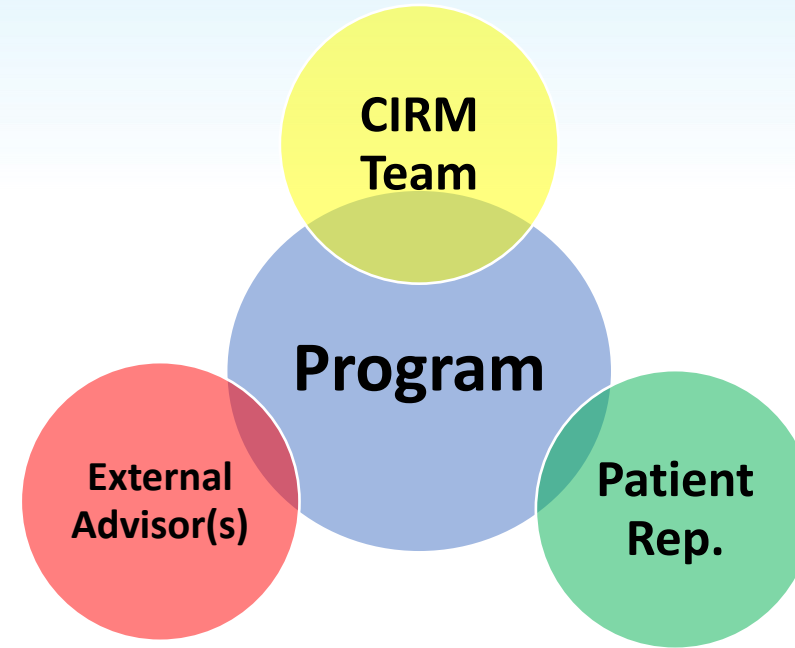 CIRM
Team
Program
External
Advisor(s)
Patient
Rep.